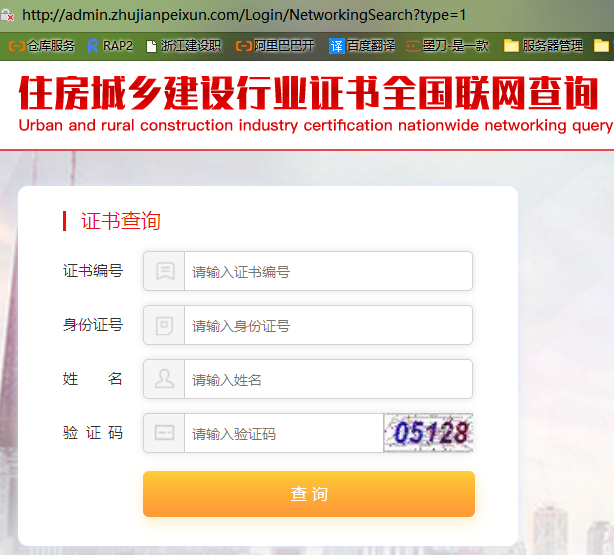 http://admin.zhujianpeixun.com/Login/NetworkingSearch?type=1
仓库服务 RAP2 浙江建设职 阿里巴巴开 译 百度翻译 墨刀-是一款 服务器管理
住房城乡建设行业证书全国联网查询
Urban and rural construction industry certification nationwide networking query
证书查询
证书编号 请输入证书编号
身份证号 请输入身份证号
姓 名 请输入姓名
验 证 码 请输入验证码 05128
查 询